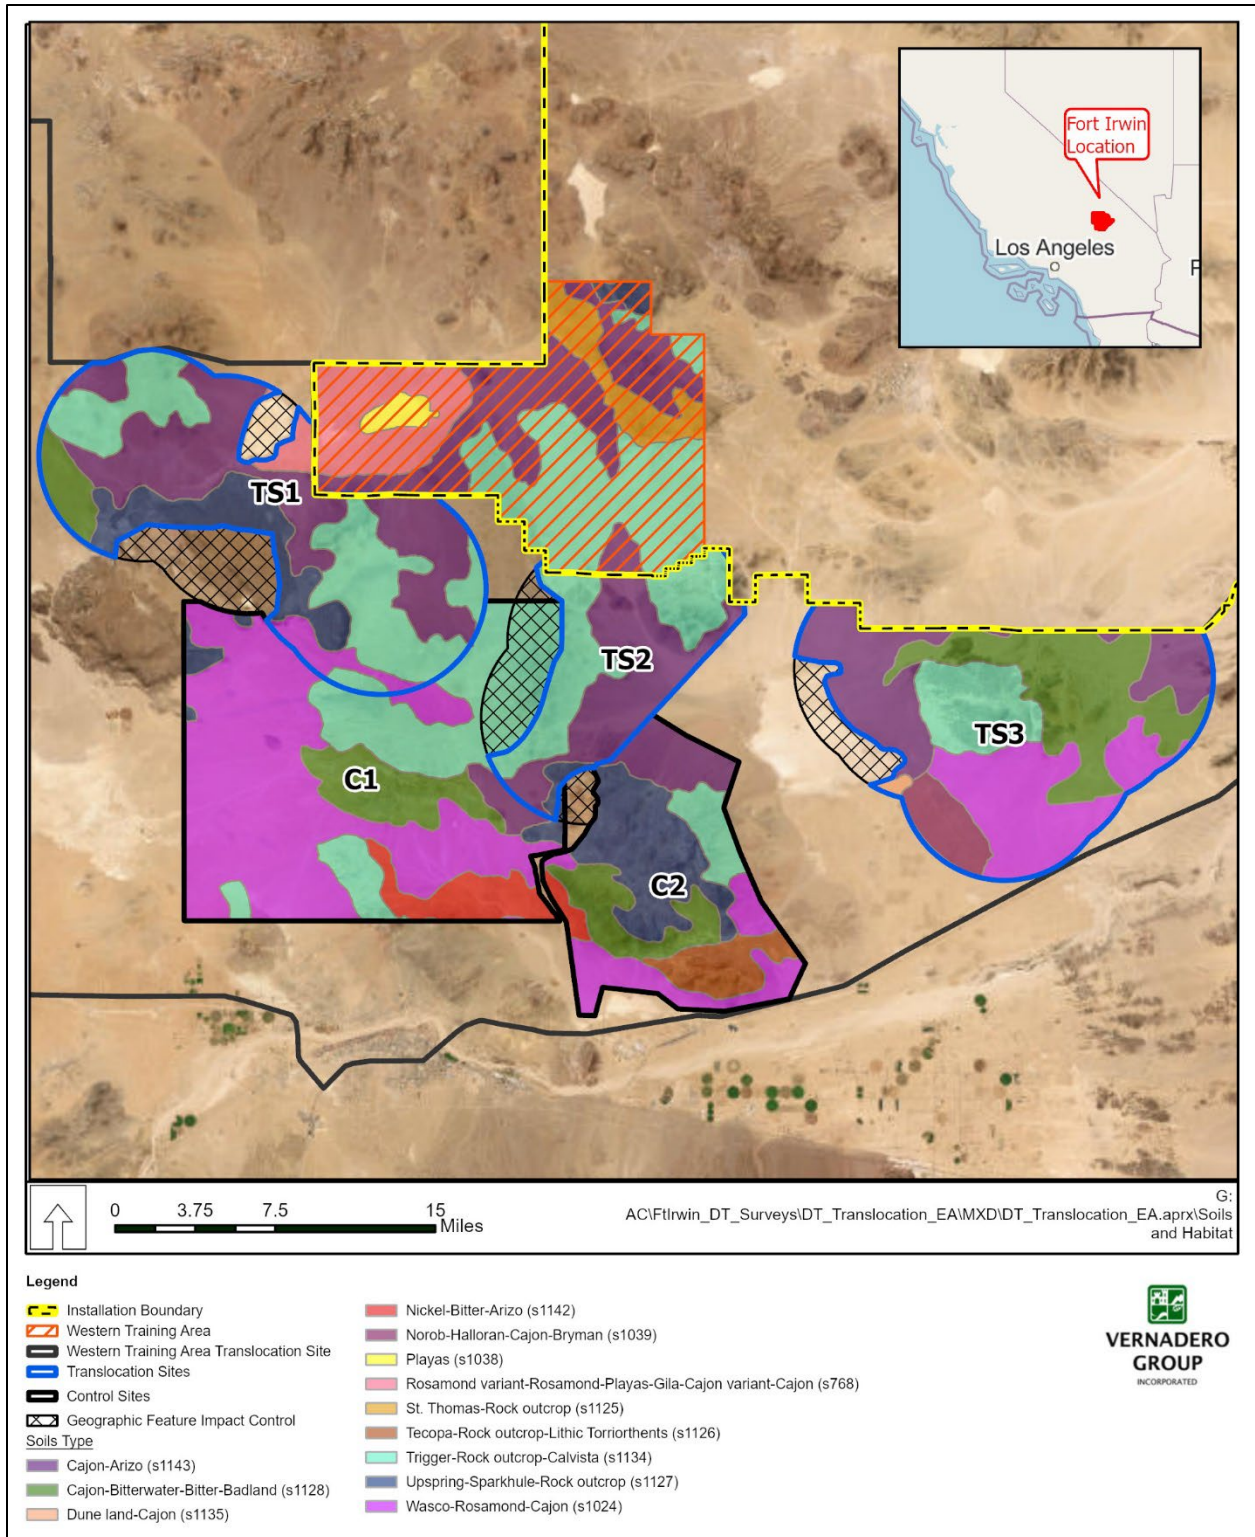 Fort Irwin
Location
Los Angeles
F
TS1
TS2
TS3
C1
C2
0 3.75 7.5 15
Miles
G:
AC\FtIrwin_DT_Surveys\DT_Translocation_EA\MXD\DT_Translocation_EA.aprx\Soils
and Habitat
Legend
Installation Boundary
Western Training Area
Western Training Area Translocation Site
Translocation Sites
Control Sites
Geographic Feature Impact Control
Soils Type
Cajon-Arizo (s1143)
Cajon-Bitterwater-Bitter-Badland (s1128)
Dune land-Cajon (s1135)
Nickel-Bitter-Arizo (s1142)
Norob-Halloran-Cajon-Bryman (s1039)
Playas (s1038)
Rosamond variant-Rosamond-Playas-Gila-Cajon variant-Cajon (s768)
St. Thomas-Rock outcrop (s1125)
Tecopa-Rock outcrop-Lithic Torriorthents (s1126)
Trigger-Rock outcrop-Calvista (s1134)
Upspring-Sparkhule-Rock outcrop (s1127)
Wasco-Rosamond-Cajon (s1024)
VERNADERO
GROUP
INCORPORATED